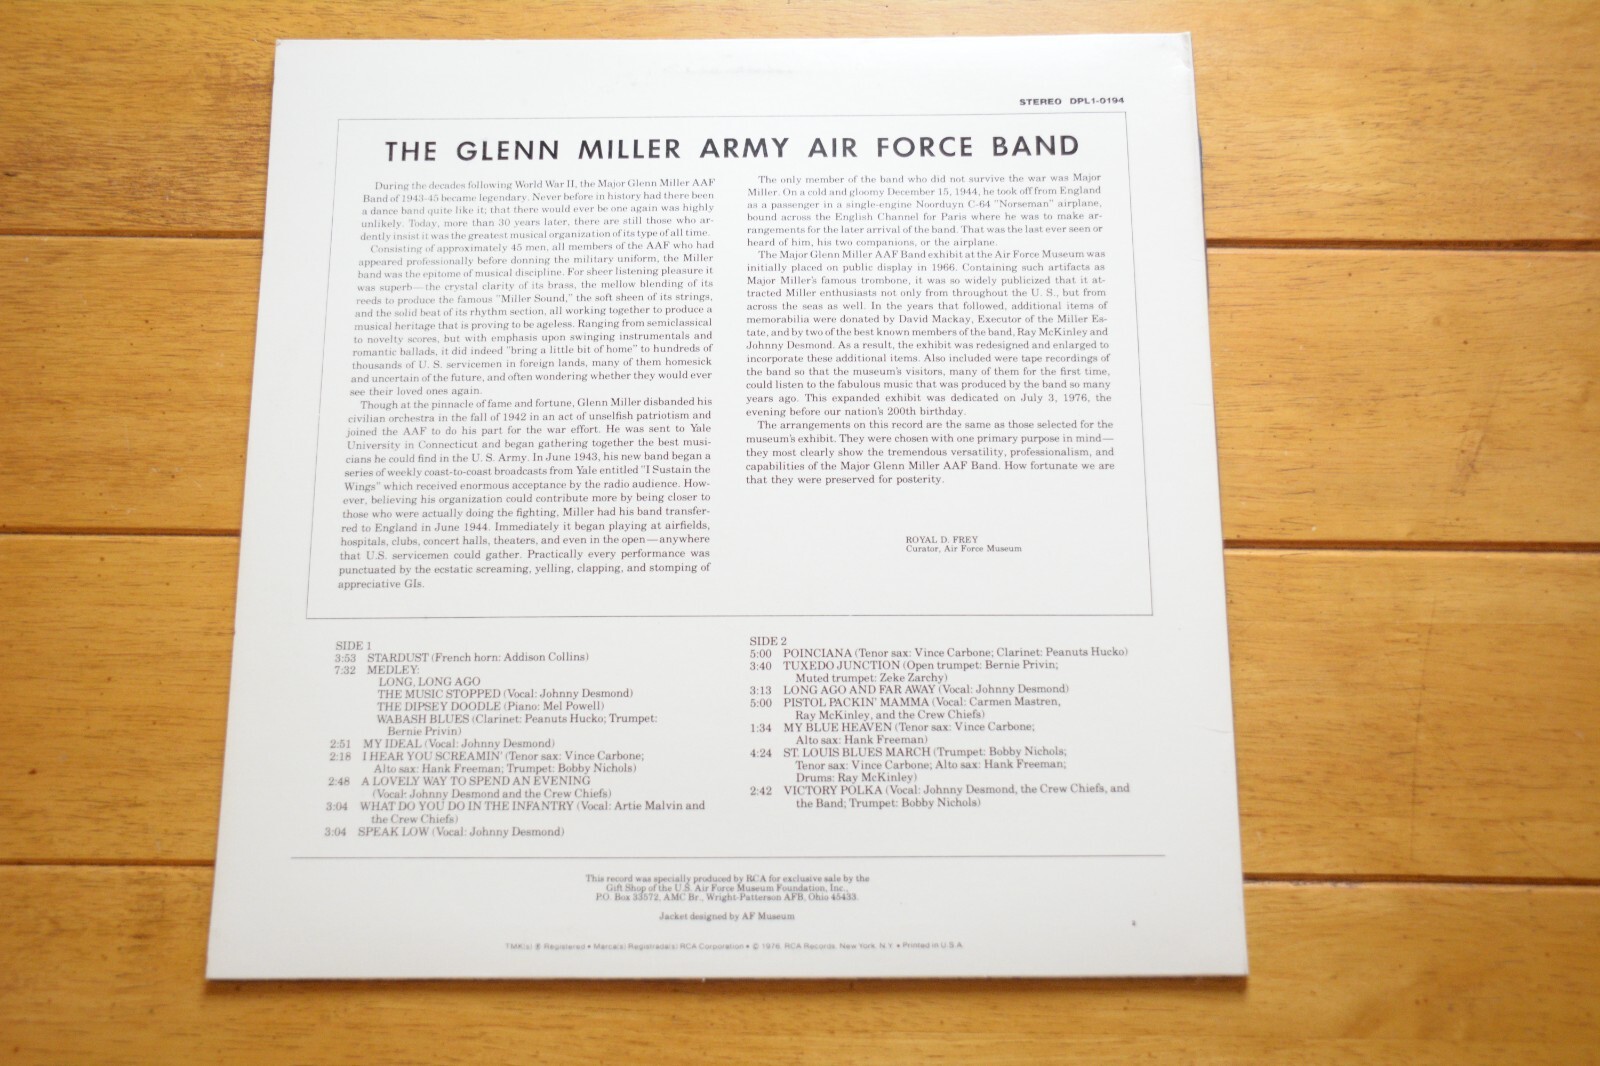 STEREO DPL1-0194
THE GLENN MILLER ARMY AIR FORCE BAND
During the decades following World War II, the Major Glenn Miller AAF
Band of 1943-45 became legendary. Never before in history had there been
a dance band quite like it; that there would ever be one again was highly
unlikely. Today, more than 30 years later, there are still those who ar-
dently insist it was the greatest musical organization of its type of all time.
Consisting of approximately 45 men, all members of the AAF who had
appeared professionally before donning the military uniform, the Miller
band was the epitome of musical discipline. For sheer listening pleasure it
was superb—the crystal clarity of its brass, the mellow blending of its
reeds to produce the famous "Miller Sound," the soft sheen of its strings,
and the solid beat of its rhythm section, all working together to produce a
musical heritage that is proving to be ageless. Ranging from semiclassical
to novelty scores, but with emphasis upon swinging instrumentals and
romantic ballads, it did indeed "bring a little bit of home" to hundreds of
thousands of U. S. servicemen in foreign lands, many of them homesick
and uncertain of the future, and often wondering whether they would ever
see their loved ones again.
Though at the pinnacle of fame and fortune, Glenn Miller disbanded his
civilian orchestra in the fall of 1942 in an act of unselfish patriotism and
joined the AAF to do his part for the war effort. He was sent to Yale
University in Connecticut and began gathering together the best musi-
cians he could find in the U. S. Army. In June 1943, his new band began a
series of weekly coast-to-coast broadcasts from Yale entitled "I Sustain the
Wings" which received enormous acceptance by the radio audience. How-
ever, believing his organization could contribute more by being closer to
those who were actually doing the fighting, Miller had his band transfer-
red to England in June 1944. Immediately it began playing at airfields,
hospitals, clubs, concert halls, theaters, and even in the open—anywhere
that U.S. servicemen could gather. Practically every performance was
punctuated by the ecstatic screaming, yelling, clapping, and stomping of
appreciative GIs.
The only member of the band who did not survive the war was Major
Miller. On a cold and gloomy December 15, 1944, he took off from England
as a passenger in a single-engine Noorduyn C-64 "Norseman" airplane,
bound across the English Channel for Paris where he was to make ar-
rangements for the later arrival of the band. That was the last ever seen or
heard of him, his two companions, or the airplane.
The Major Glenn Miller AAF Band exhibit at the Air Force Museum was
initially placed on public display in 1966. Containing such artifacts as
Major Miller's famous trombone, it was so widely publicized that it at-
tracted Miller enthusiasts not only from throughout the U. S., but from
across the seas as well. In the years that followed, additional items of
memorabilia were donated by David Mackay, Executor of the Miller Es-
tate, and by two of the best known members of the band, Ray McKinley and
Johnny Desmond. As a result, the exhibit was redesigned and enlarged to
incorporate these additional items. Also included were tape recordings of
the band so that the museum's visitors, many of them for the first time,
could listen to the fabulous music that was produced by the band so many
years ago. This expanded exhibit was dedicated on July 3, 1976, the
evening before our nation's 200th birthday.
The arrangements on this record are the same as those selected for the
museum's exhibit. They were chosen with one primary purpose in mind—
they most clearly show the tremendous versatility, professionalism, and
capabilities of the Major Glenn Miller AAF Band. How fortunate we are
that they were preserved for posterity.
ROYAL D. FREY
Curator, Air Force Museum
SIDE 1
3:53 STARDUST (French horn: Addison Collins)
7:32 MEDLEY:
LONG, LONG AGO
THE MUSIC STOPPED (Vocal: Johnny Desmond)
THE DIPSEY DOODLE (Piano: Mel Powell)
WABASH BLUES (Clarinet: Peanuts Hucko; Trumpet:
Bernie Privin)
2:51 MY IDEAL (Vocal: Johnny Desmond)
2:18 I HEAR YOU SCREAMIN' (Tenor sax: Vince Carbone;
Alto sax: Hank Freeman; Trumpet: Bobby Nichols)
2:48 A LOVELY WAY TO SPEND AN EVENING
(Vocal: Johnny Desmond and the Crew Chiefs)
3:04 WHAT DO YOU DO IN THE INFANTRY (Vocal: Artie Malvin and
the Crew Chiefs)
3:04 SPEAK LOW (Vocal: Johnny Desmond)
SIDE 2
5:00 POINCIANA (Tenor sax: Vince Carbone; Clarinet: Peanuts Hucko)
3:40 TUXEDO JUNCTION (Open trumpet: Bernie Privin;
Muted trumpet: Zeke Zarchy)
3:13 LONG AGO AND FAR AWAY (Vocal: Johnny Desmond)
5:00 PISTOL PACKIN' MAMMA (Vocal: Carmen Mastren,
Ray McKinley, and the Crew Chiefs)
1:34 MY BLUE HEAVEN (Tenor sax: Vince Carbone;
Alto sax: Hank Freeman)
4:24 ST. LOUIS BLUES MARCH (Trumpet: Bobby Nichols;
Tenor sax: Vince Carbone; Alto sax: Hank Freeman;
Drums: Ray McKinley)
2:42 VICTORY POLKA (Vocal: Johnny Desmond, the Crew Chiefs, and
the Band; Trumpet: Bobby Nichols)
This record was specially produced by RCA for exclusive sale by the
Gift Shop of the U.S. Air Force Museum Foundation, Inc.,
P.O. Box 33572, AMC Br., Wright-Patterson AFB, Ohio 45433.
Jacket designed by AF Museum
TMK(s) ® Registered • Marca(s) Registrada(s) RCA Corporation • © 1976, RCA Records, New York, N.Y. • Printed in U.S.A.